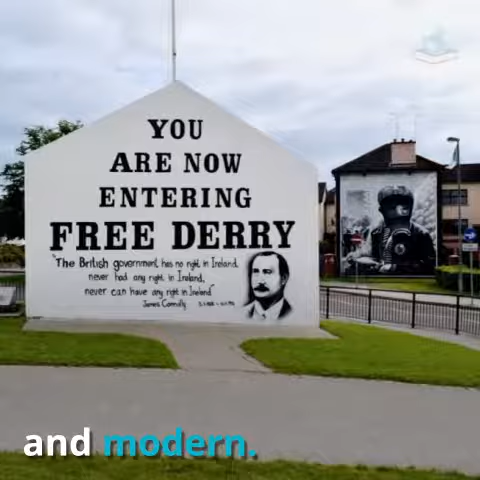 YOU
ARE NOW
ENTERING
FREE DERRY
"The British government has no right in Ireland,
never had any right in Ireland,
never can have any right in Ireland"
James Connolly
and modern.